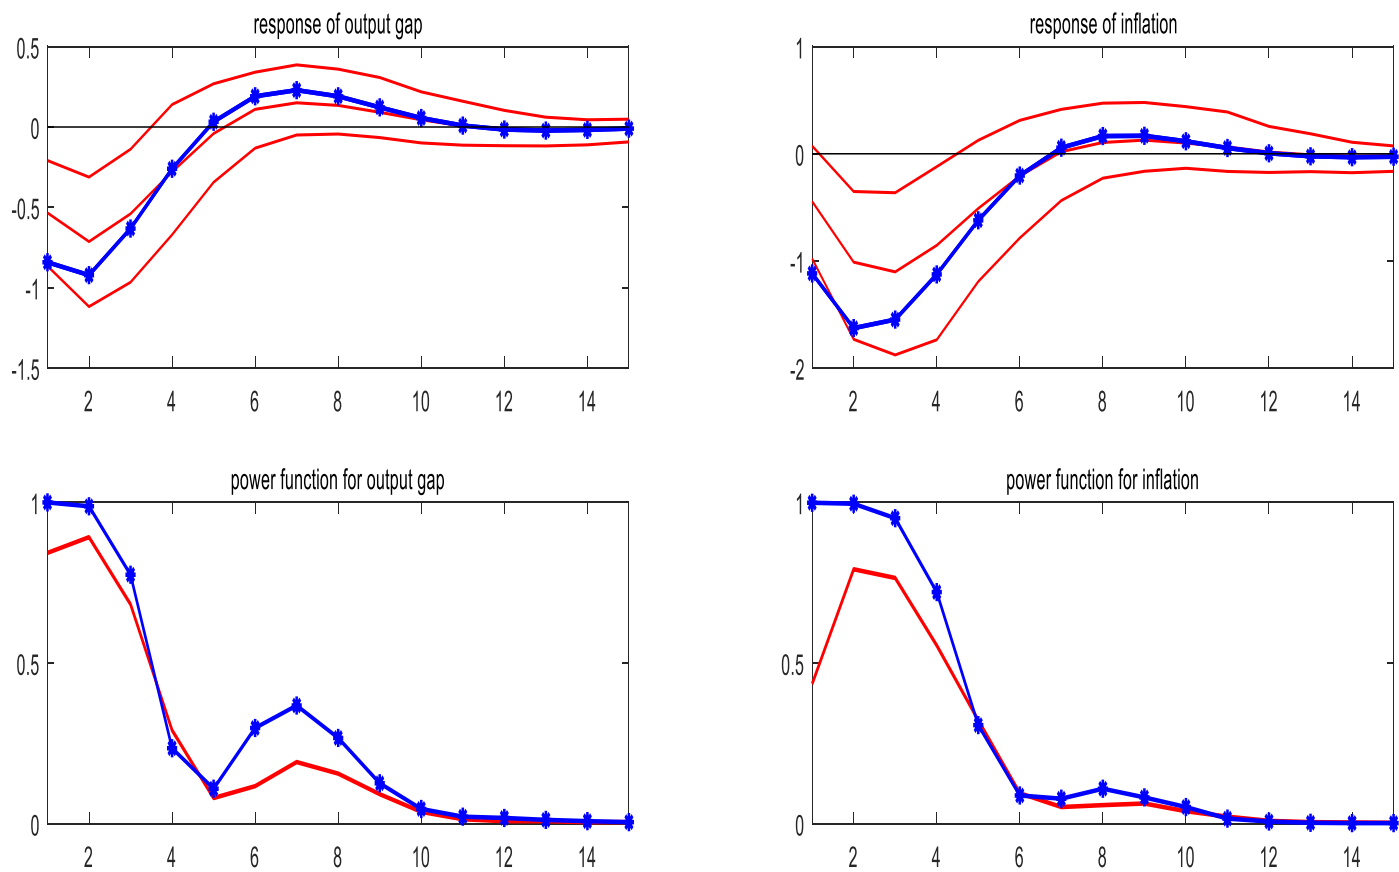 response of output gap
0.5
0
-0.5
-1
-1.5
2 4 6 8 10 12 14
response of inflation
1
0
-1
-2
2 4 6 8 10 12 14
power function for output gap
1
0.5
0
2 4 6 8 10 12 14
power function for inflation
1
0.5
0
2 4 6 8 10 12 14